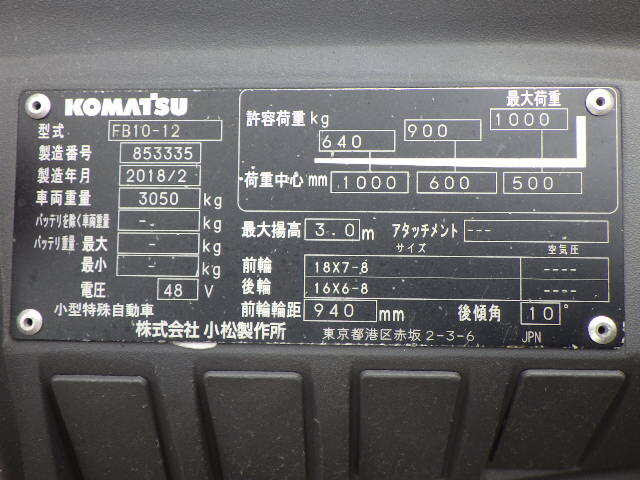 KOMATSU
型式 FB10-12
製造番号 853335
製造年月 2018/2
車両重量 3050 kg
バッテリを除く車両重量 - kg
バッテリ重量 最大 - kg
最小 - kg
電圧 48 V
小型特殊自動車
最大荷重
許容荷重 kg 640 900 1000
荷重中心 mm 1000 600 500
最大揚高 3.0 m アタッチメント ---
サイズ 空気圧
前輪 18X7-8 ----
後輪 16X6-8 ----
前輪輪距 940 mm 後傾角 10°
株式会社 小松製作所 東京都港区赤坂 2-3-6 JPN